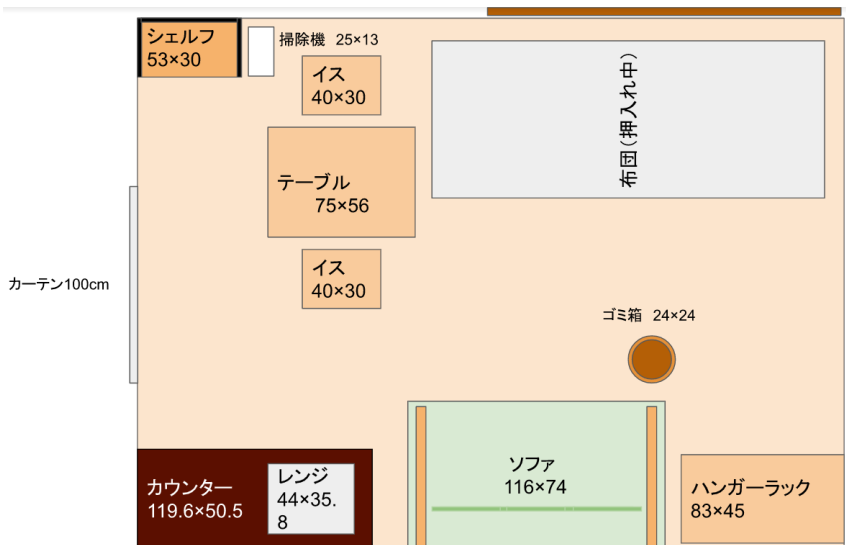 シェルフ
53×30
掃除機 25×13
イス
40×30
布団（押入れ中）
テーブル
75×56
イス
40×30
カーテン100cm
ゴミ箱 24×24
カウンター
119.6×50.5
レンジ
44×35.
8
ソファ
116×74
ハンガーラック
83×45